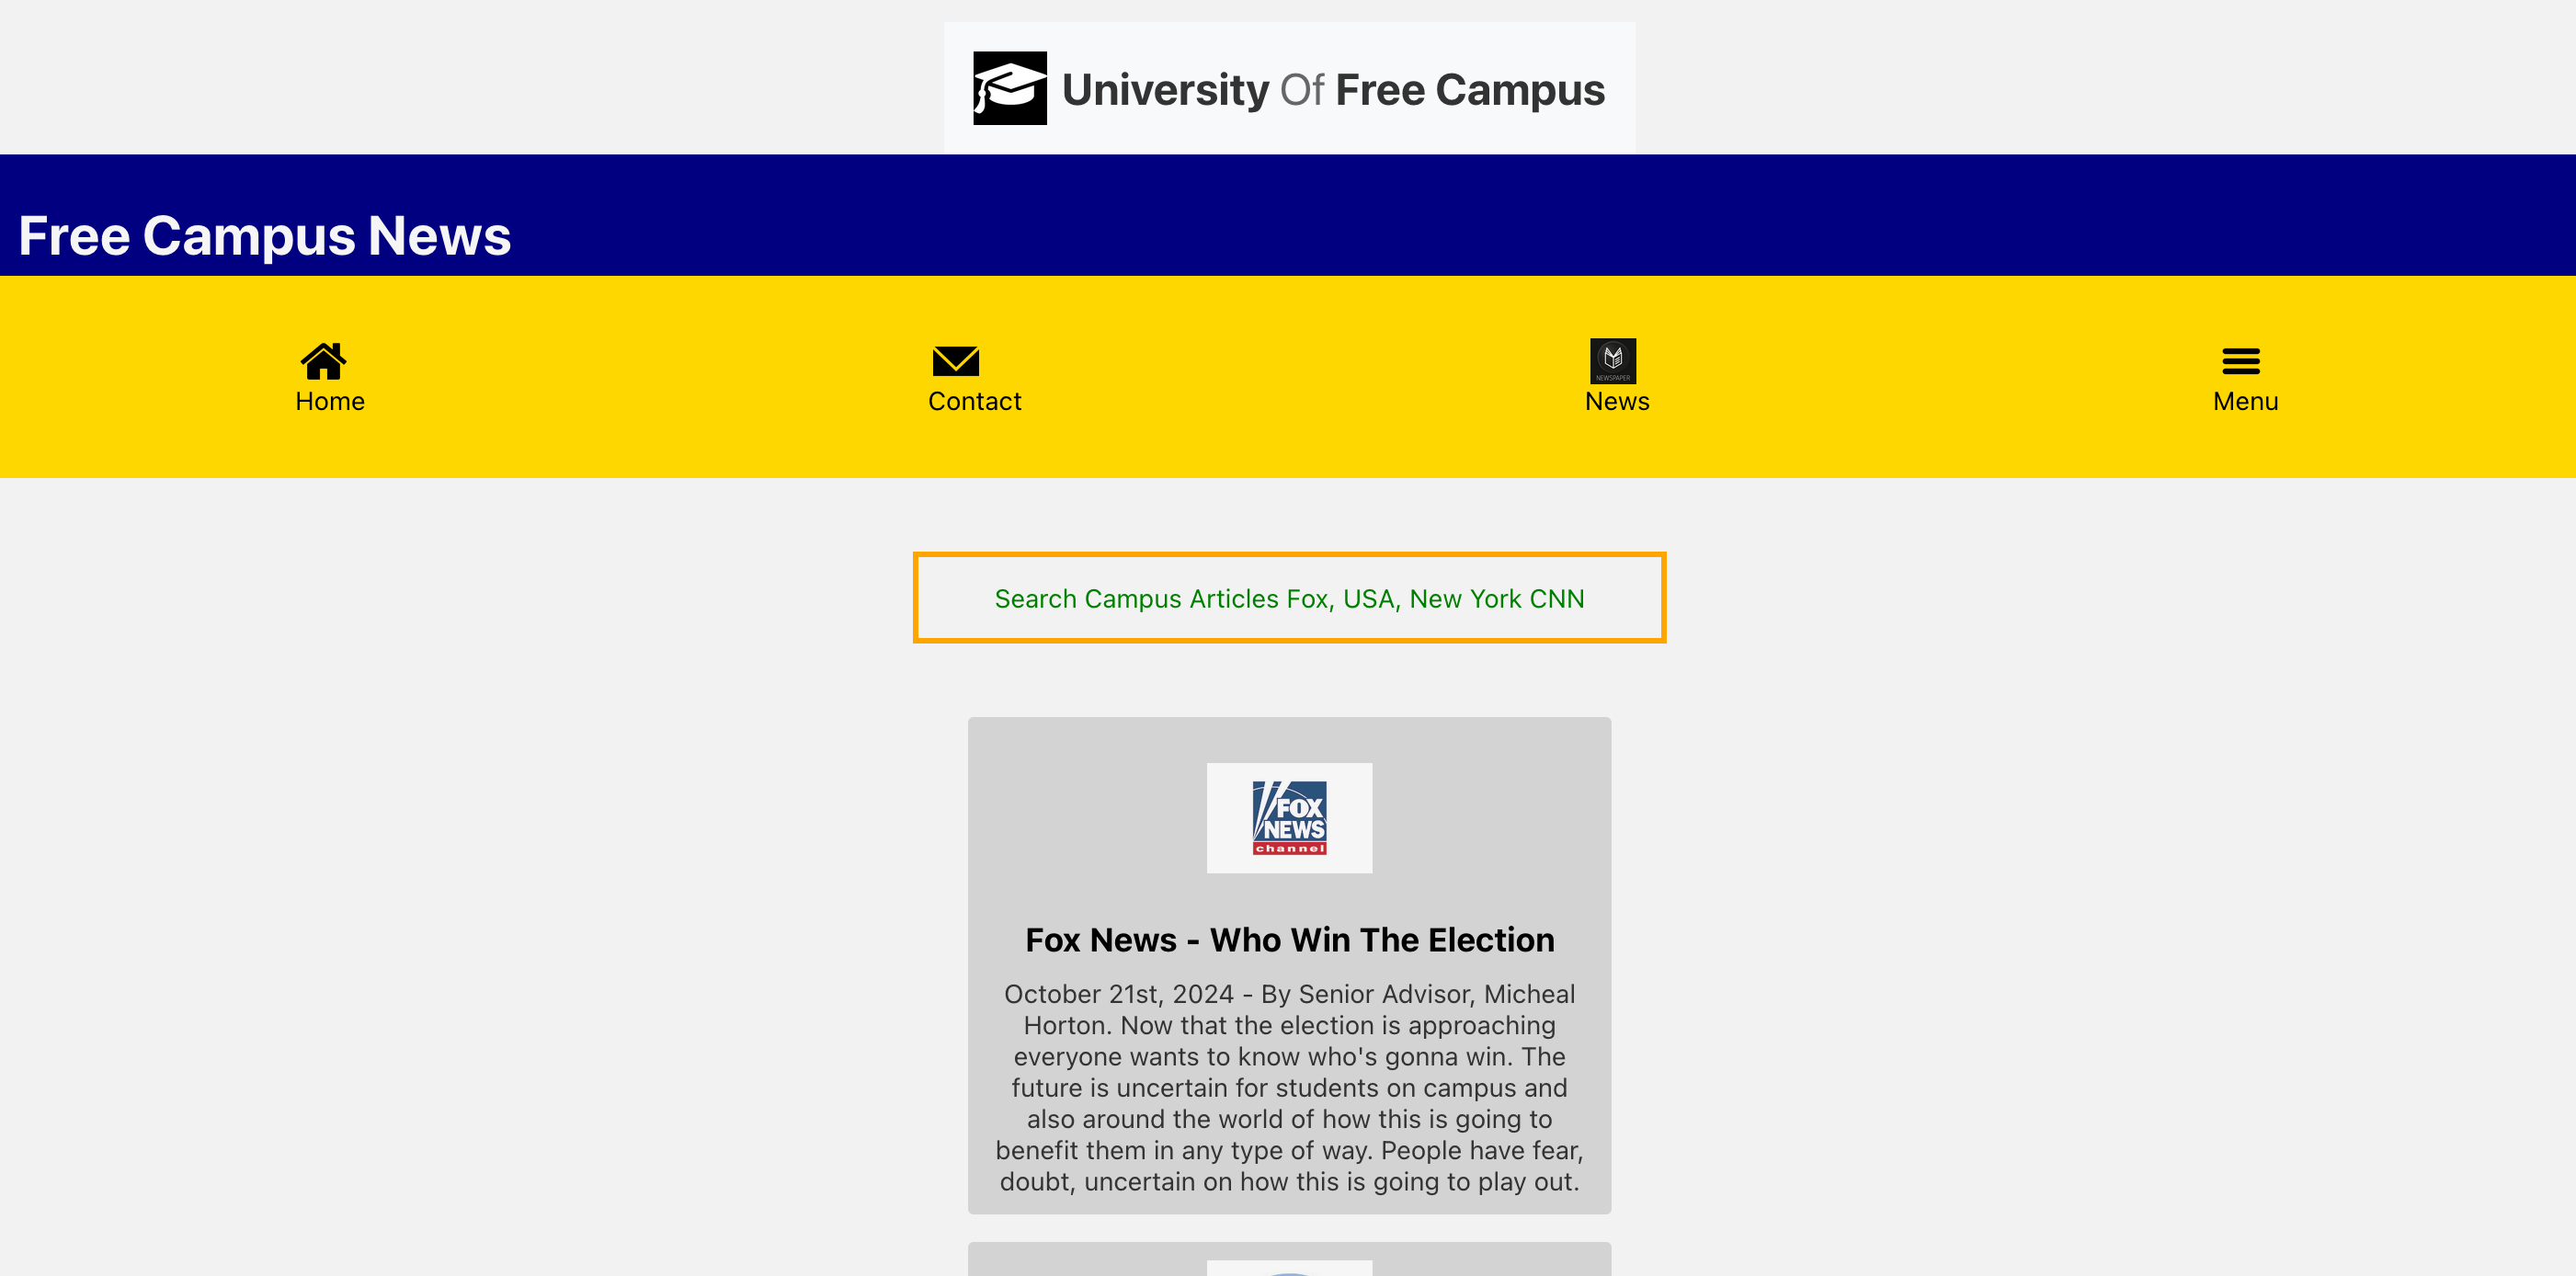 University Of Free Campus
Free Campus News
NEWSPAPER
Home
Contact
News
Menu
Search Campus Articles Fox, USA, New York CNN
FOX
NEWS
channel
Fox News - Who Win The Election
October 21st, 2024 - By Senior Advisor, Micheal
Horton. Now that the election is approaching
everyone wants to know who's gonna win. The
future is uncertain for students on campus and
also around the world of how this is going to
benefit them in any type of way. People have fear,
doubt, uncertain on how this is going to play out.